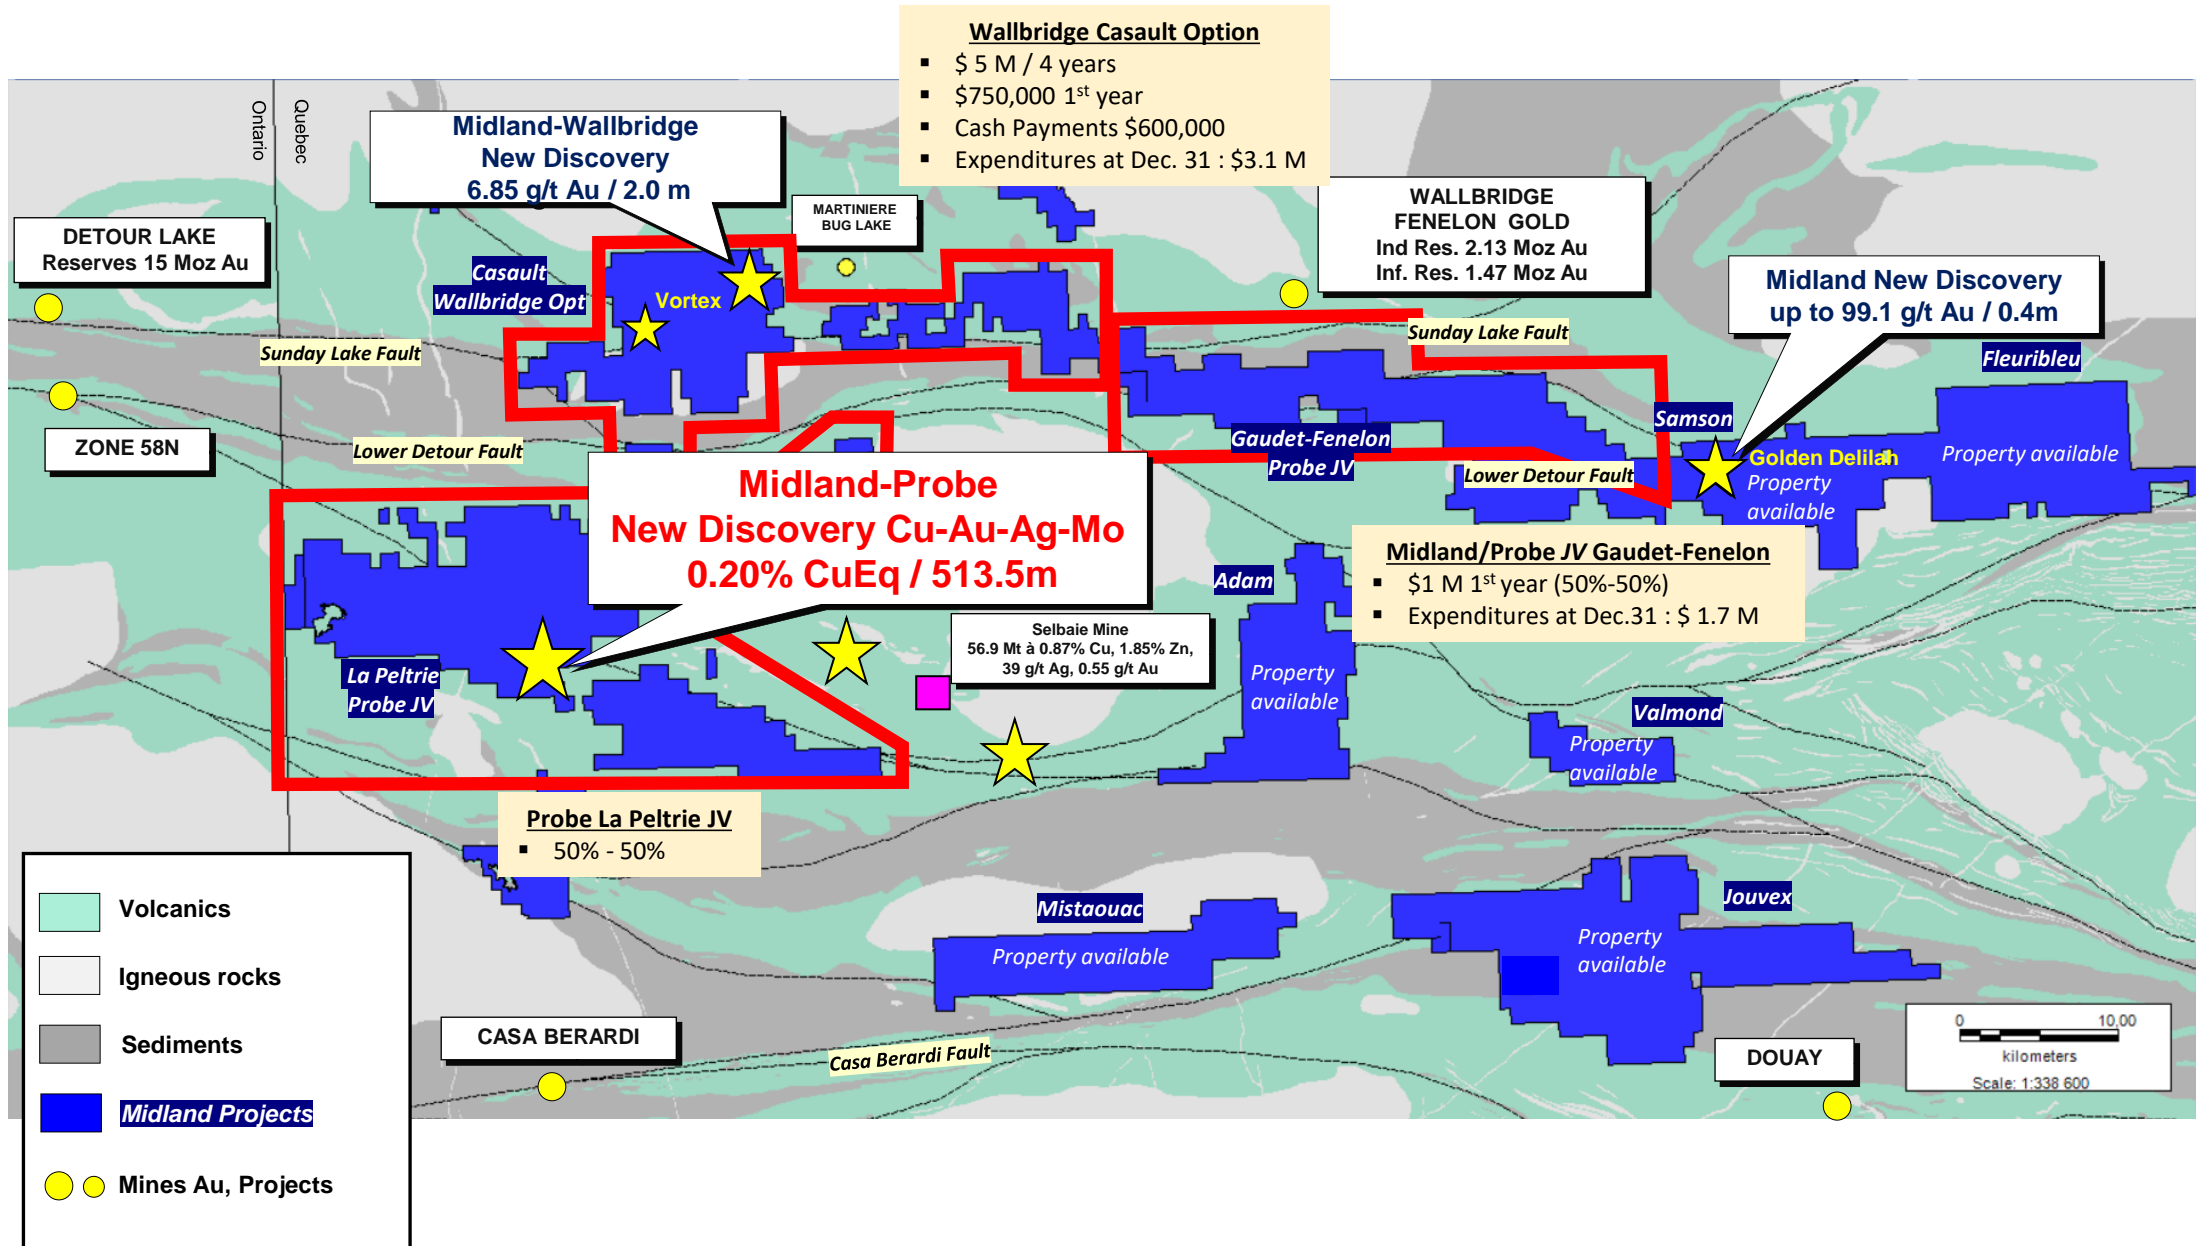 Wallbridge Casault Option
▪ $ 5 M / 4 years
▪ $750,000 1st year
▪ Cash Payments $600,000
▪ Expenditures at Dec. 31 : $3.1 M
Ontario
Quebec
Midland-Wallbridge
New Discovery
6.85 g/t Au / 2.0 m
MARTINIERE
BUG LAKE
WALLBRIDGE
FENELON GOLD
Ind Res. 2.13 Moz Au
Inf. Res. 1.47 Moz Au
DETOUR LAKE
Reserves 15 Moz Au
Casault
Wallbridge Opt
Vortex
Midland New Discovery
up to 99.1 g/t Au / 0.4m
Sunday Lake Fault
Sunday Lake Fault
Fleuribleu
Samson
ZONE 58N
Lower Detour Fault
Gaudet-Fenelon
Probe JV
Lower Detour Fault
Golden Delilah
Property
available
Property available
Midland-Probe
New Discovery Cu-Au-Ag-Mo
0.20% CuEq / 513.5m
Midland/Probe JV Gaudet-Fenelon
▪ $1 M 1st year (50%-50%)
▪ Expenditures at Dec.31 : $ 1.7 M
Adam
Property
available
Selbaie Mine
56.9 Mt à 0.87% Cu, 1.85% Zn,
39 g/t Ag, 0.55 g/t Au
La Peltrie
Probe JV
Valmond
Property
available
Probe La Peltrie JV
▪ 50% - 50%
Mistaouac
Property available
Jouvex
Property
available
Volcanics
Igneous rocks
Sediments
Midland Projects
Mines Au, Projects
CASA BERARDI
Casa Berardi Fault
DOUAY
0 10,00
kilometers
Scale: 1:338 600